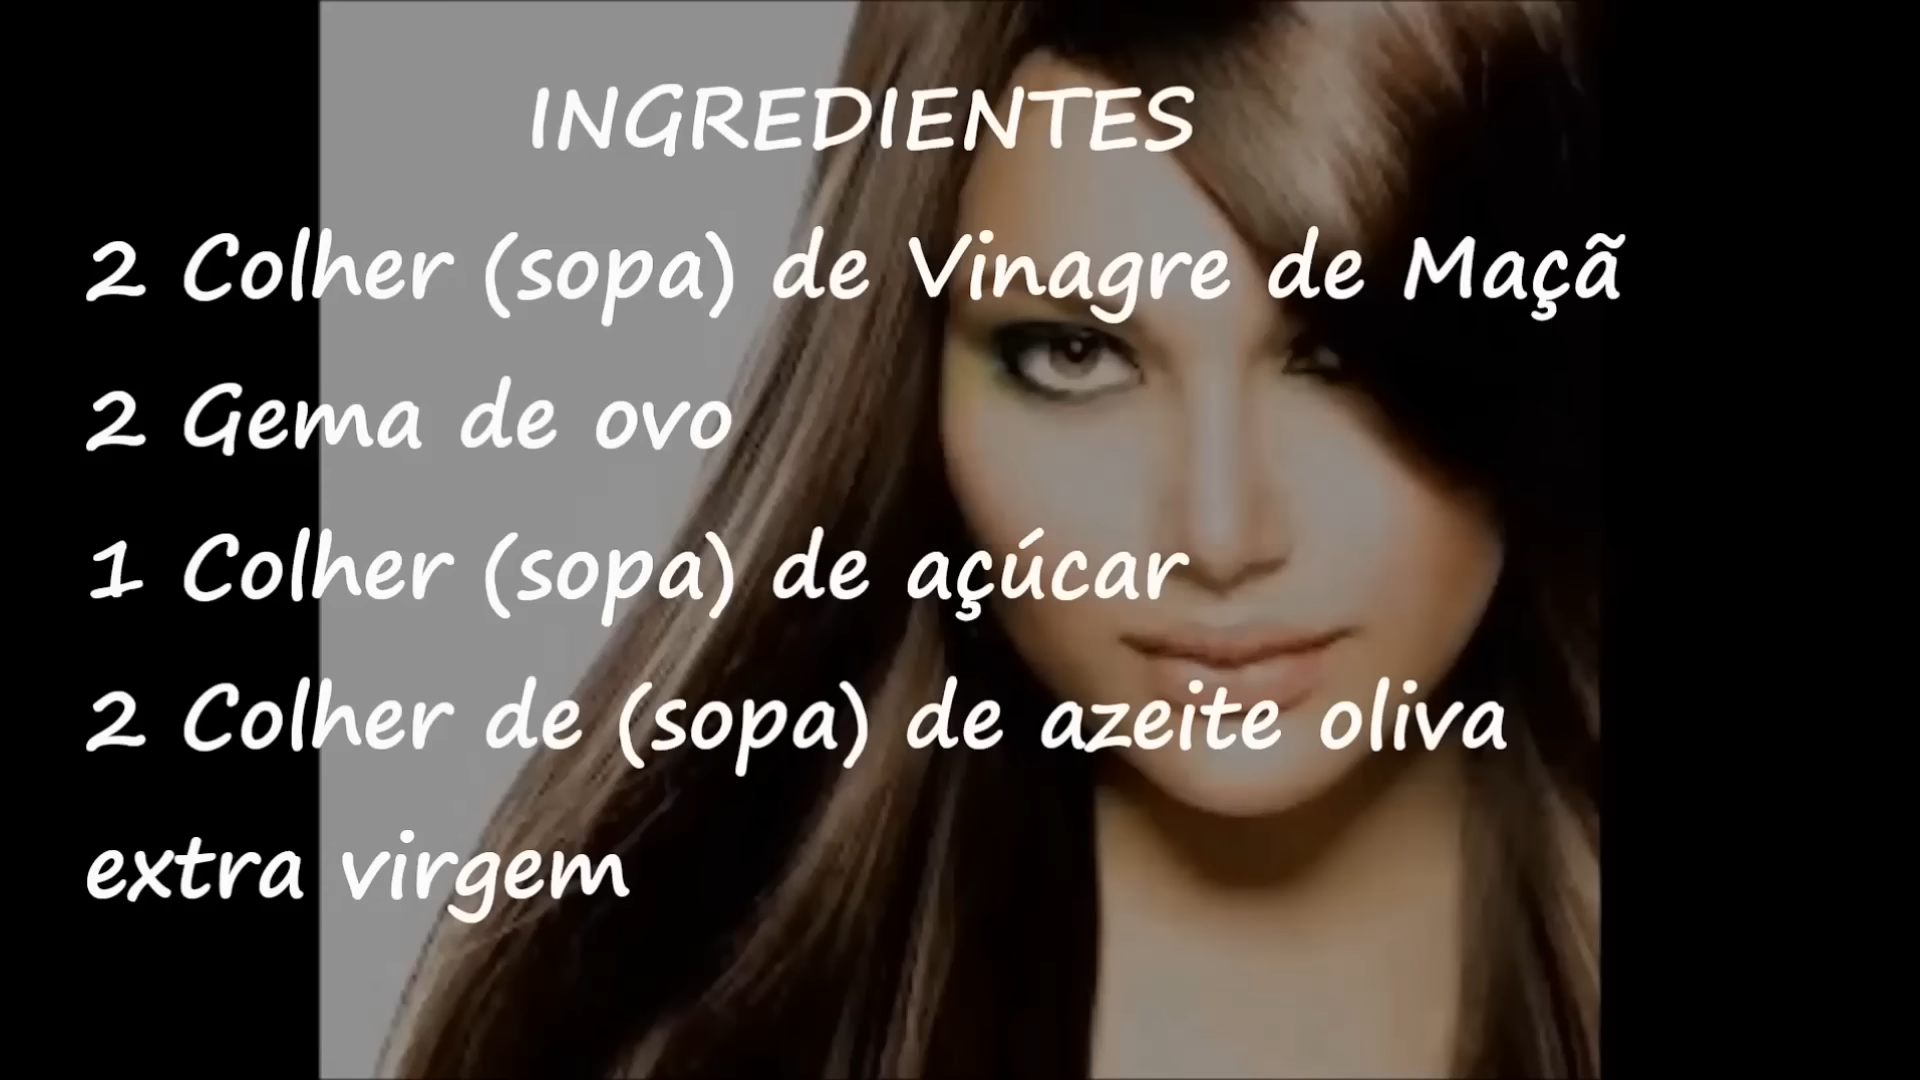 INGREDIENTES
2 Colher (sopa) de Vinagre de Maçã
2 Gema de ovo
1 Colher (sopa) de açúcar
2 Colher de (sopa) de azeite oliva
extra virgem